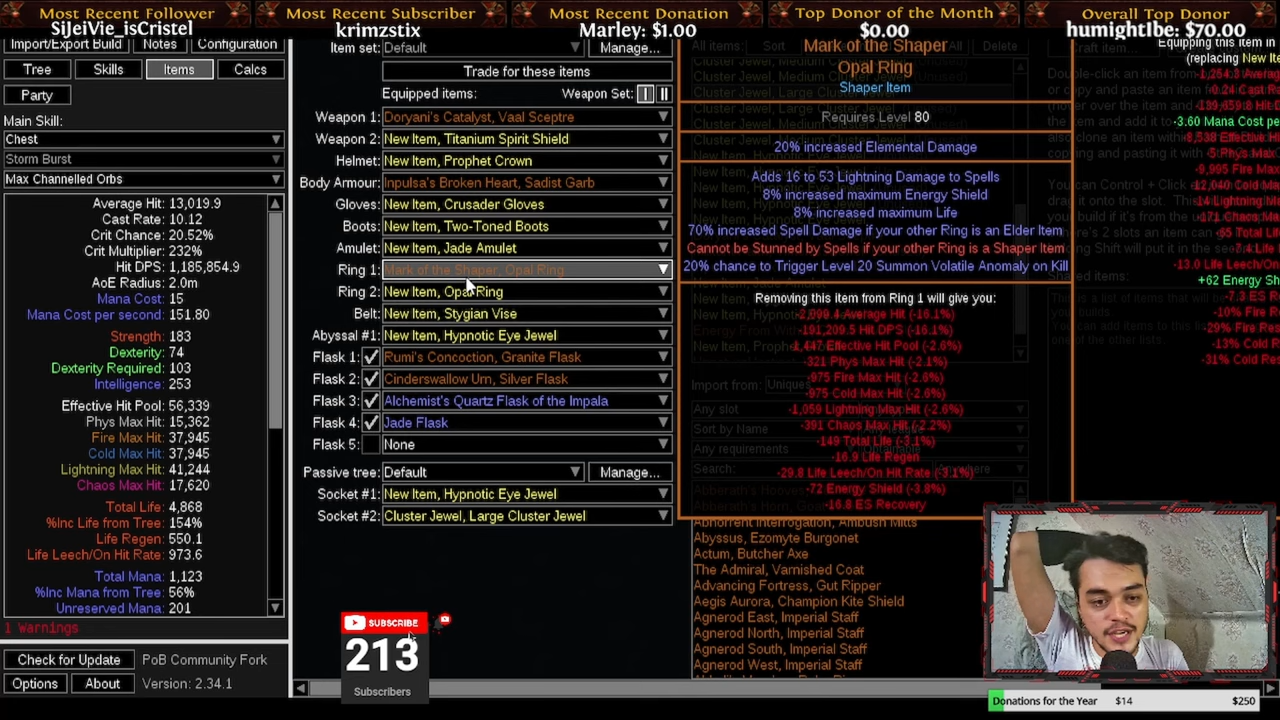 Most Recent Follower
SiJeiVie_isCristel
Most Recent Subscriber
krimzstix
Most Recent Donation
Marley: $1.00
Top Donor of the Month
$0.00
Overall Top Donor
humightlbe: $70.00
Import/Export Build
Notes
Configuration
Tree
Skills
Items
Calcs
Party
Main Skill:
Chest
Storm Burst
Max Channelled Orbs
Average Hit: 13,019.9
Cast Rate: 10.12
Crit Chance: 20.52%
Crit Multiplier: 232%
Hit DPS: 1,185,854.9
AoE Radius: 2.0m
Mana Cost: 15
Mana Cost per second: 151.80
Strength: 183
Dexterity: 74
Dexterity Required: 103
Intelligence: 253
Effective Hit Pool: 56,339
Phys Max Hit: 15,362
Fire Max Hit: 37,945
Cold Max Hit: 37,945
Lightning Max Hit: 41,244
Chaos Max Hit: 17,620
Total Life: 4,868
%Inc Life from Tree: 154%
Life Regen: 550.1
Life Leech/On Hit Rate: 973.6
Total Mana: 1,123
%Inc Mana from Tree: 56%
Unreserved Mana: 201
1 Warnings
Check for Update
PoB Community Fork
Options
About
Version: 2.34.1
Item set: Default
Manage...
Trade for these items
Equipped items:
Weapon Set: I II
Weapon 1: Doryani's Catalyst, Vaal Sceptre
Weapon 2: New Item, Titanium Spirit Shield
Helmet: New Item, Prophet Crown
Body Armour: Inpulsa's Broken Heart, Sadist Garb
Gloves: New Item, Crusader Gloves
Boots: New Item, Two-Toned Boots
Amulet: New Item, Jade Amulet
Ring 1: Mark of the Shaper, Opal Ring
Ring 2: New Item, Opal Ring
Belt: New Item, Stygian Vise
Abyssal #1: New Item, Hypnotic Eye Jewel
Flask 1: Rumi's Concoction, Granite Flask
Flask 2: Cinderswallow Urn, Silver Flask
Flask 3: Alchemist's Quartz Flask of the Impala
Flask 4: Jade Flask
Flask 5: None
Passive tree: Default
Manage...
Socket #1: New Item, Hypnotic Eye Jewel
Socket #2: Cluster Jewel, Large Cluster Jewel
SUBSCRIBE
213
Subscribers
Mark of the Shaper
Opal Ring
Shaper Item
Requires Level 80
20% increased Elemental Damage
Adds 16 to 53 Lightning Damage to Spells
8% increased maximum Energy Shield
8% increased maximum Life
70% increased Spell Damage if your other Ring is an Elder Item
Cannot be Stunned by Spells if your other Ring is a Shaper Item
20% chance to Trigger Level 20 Summon Volatile Anomaly on Kill
Removing this item from Ring 1 will give you:
Average Hit (-16.1%)
-191,209.5 Hit DPS (-16.1%)
-1,447 Effective Hit Pool (-2.6%)
-321 Phys Max Hit (-2.1%)
-975 Fire Max Hit (-2.6%)
-975 Cold Max Hit (-2.6%)
-1,059 Lightning Max Hit (-2.6%)
-391 Chaos Max Hit (-2.2%)
-149 Total Life (-3.1%)
-16.9 Life Regen
-29.8 Life Leech/On Hit Rate (-3.1%)
-72 Energy Shield (-3.8%)
-16.8 ES Recovery
Abhorrent Interrogation, Ambush Mitts
Abyssus, Ezomyte Burgonet
Actum, Butcher Axe
The Admiral, Varnished Coat
Advancing Fortress, Gut Ripper
Aegis Aurora, Champion Kite Shield
Agnerod East, Imperial Staff
Agnerod North, Imperial Staff
Agnerod South, Imperial Staff
Agnerod West, Imperial Staff
Equipping this item in
(replacing New Ite
-3.60 Mana Cost pe
+62 Energy Sh
Donations for the Year
$14
$250